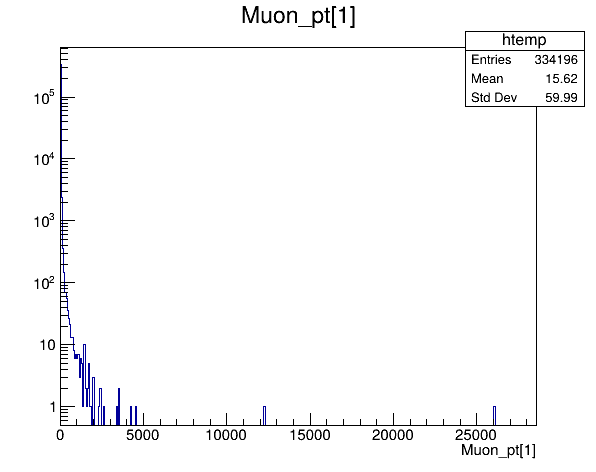 Muon_pt[1]
htemp
Entries 334196
Mean 15.62
Std Dev 59.99
10^5
10^4
10^3
10^2
10
1
0 5000 10000 15000 20000 25000
Muon_pt[1]